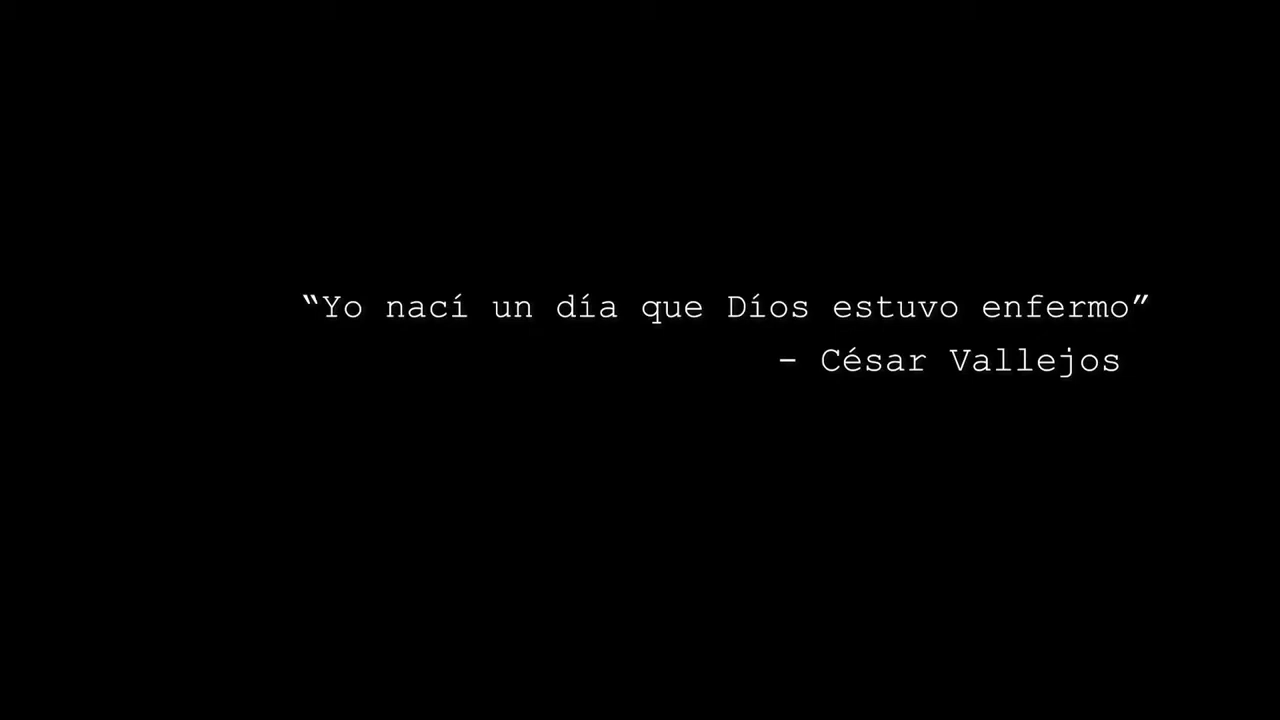 “Yo nací un día que Díos estuvo enfermo”
- César Vallejos